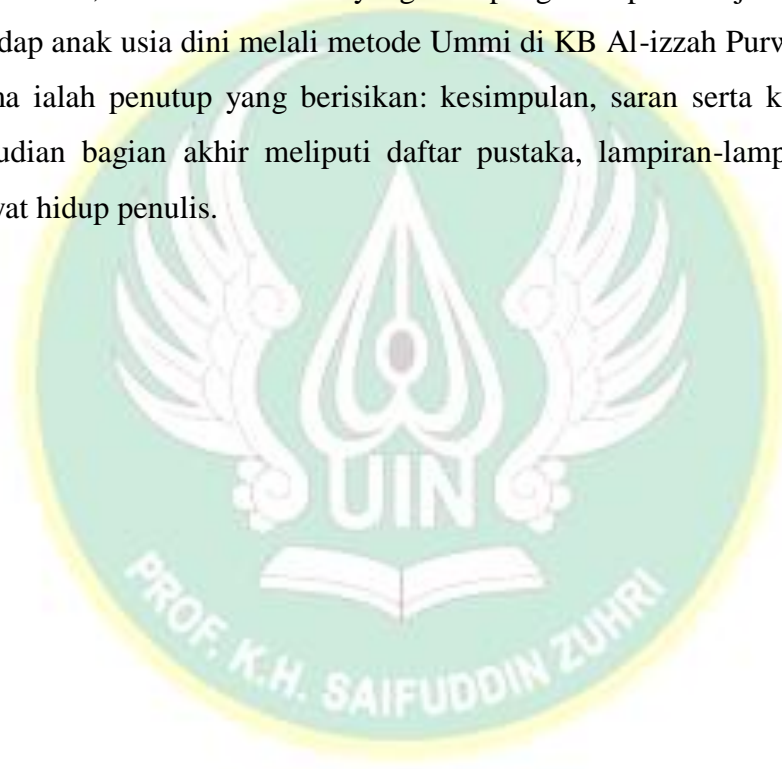 yang
dap anak usia dini melali metode Ummi di KB Al-izzah Purw
na ialah penutup yang berisikan: kesimpulan, saran serta k
udian bagian akhir meliputi daftar pustaka, lampiran-lamp
yat hidup penulis.
UIN
PROF. K.H. SAIFUDDIN ZUHRI